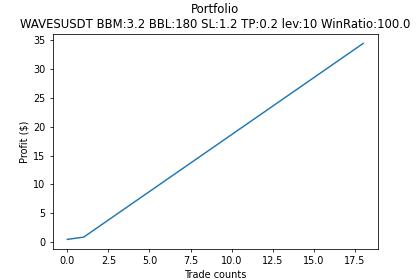 Portfolio
WAVESUSDT BBM:3.2 BBL:180 SL:1.2 TP:0.2 lev:10 WinRatio:100.0
35
30
25
20
15
10
5
0
Profit ($)
0.0 2.5 5.0 7.5 10.0 12.5 15.0 17.5
Trade counts